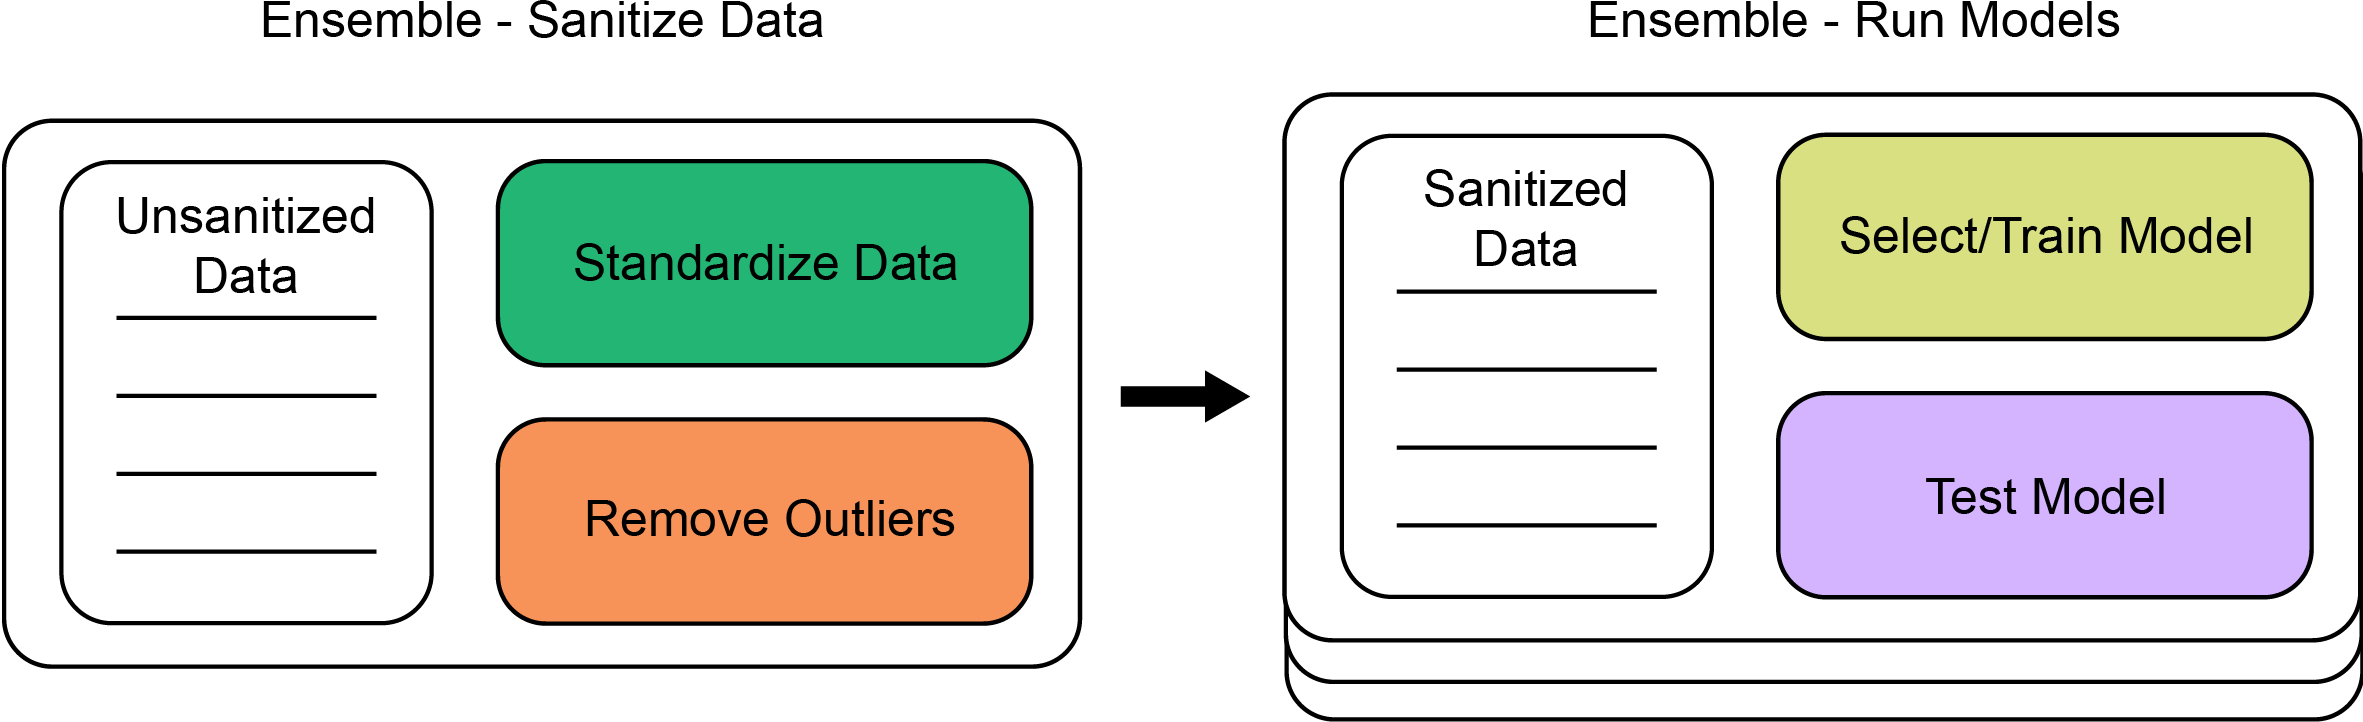 Ensemble - Sanitize Data
Unsanitized
Data
Standardize Data
Remove Outliers
Ensemble - Run Models
Sanitized
Data
Select/Train Model
Test Model